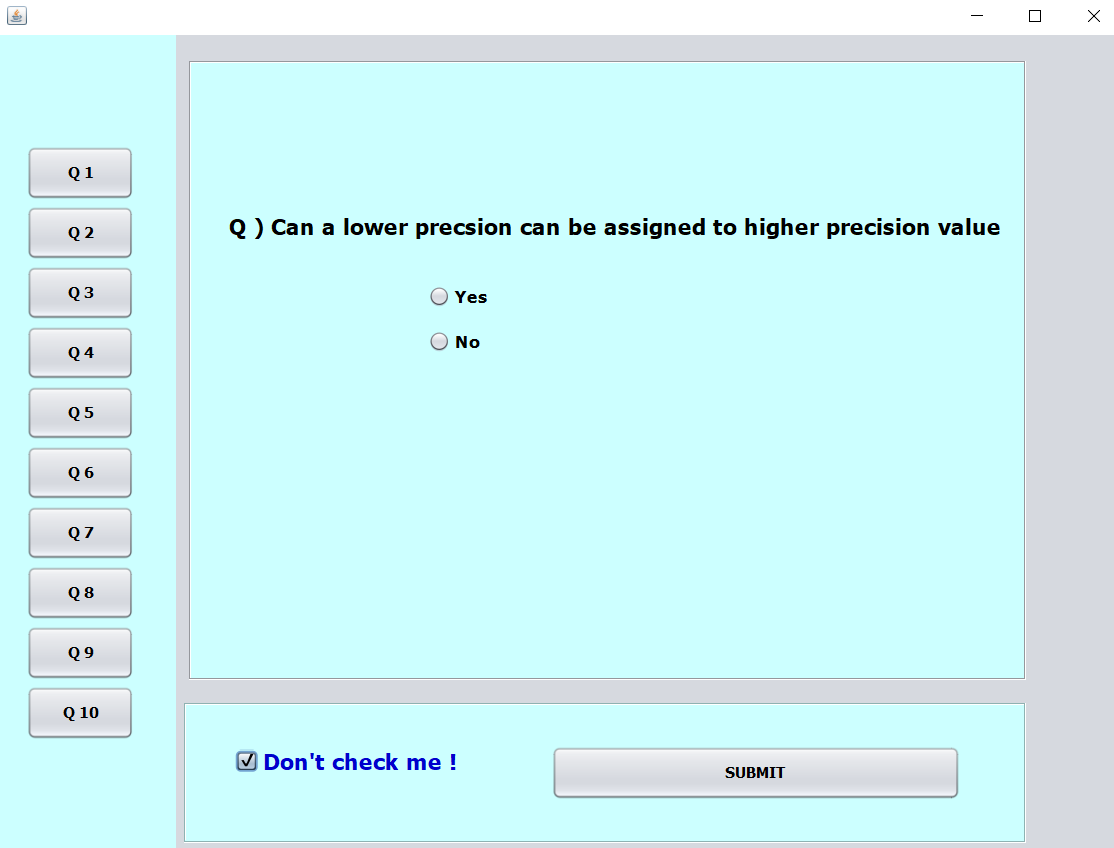 Q 1
Q 2
Q 3
Q 4
Q 5
Q 6
Q 7
Q 8
Q 9
Q 10
Q ) Can a lower precsion can be assigned to higher precision value
Yes
No
Don't check me !
SUBMIT